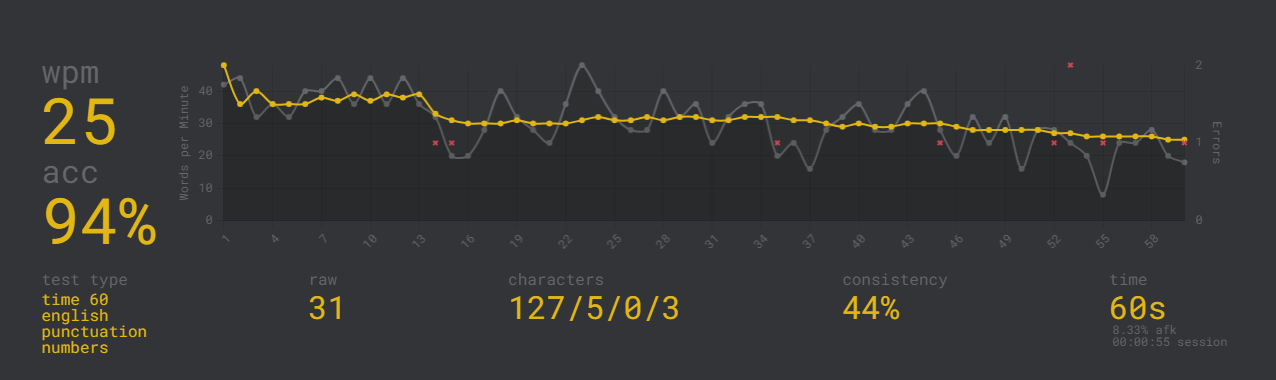 wpm
25
acc
94%
Words per Minute
40
30
20
10
0
2
1
0
Errors
1 4 7 10 13 16 19 22 25 28 31 34 37 40 43 46 49 52 55 58
test type
time 60
english
punctuation
numbers
raw
31
characters
127/5/0/3
consistency
44%
time
60s
8.33% afk
00:00:55 session